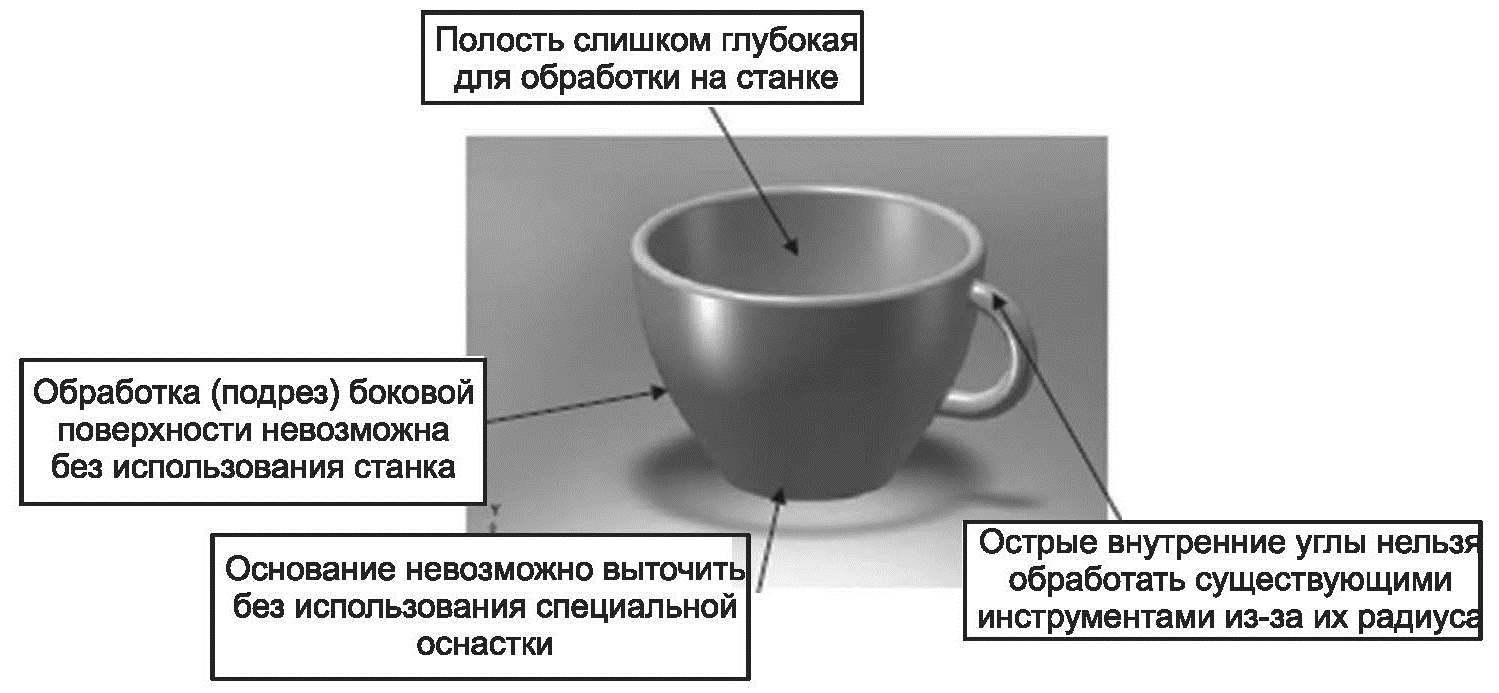 Полость слишком глубокая
для обработки на станке
Обработка (подрез) боковой
поверхности невозможна
без использования станка
Y
Основание невозможно выточить
без использования специальной
оснастки
Острые внутренние углы нельзя
обработать существующими
инструментами из-за их радиуса